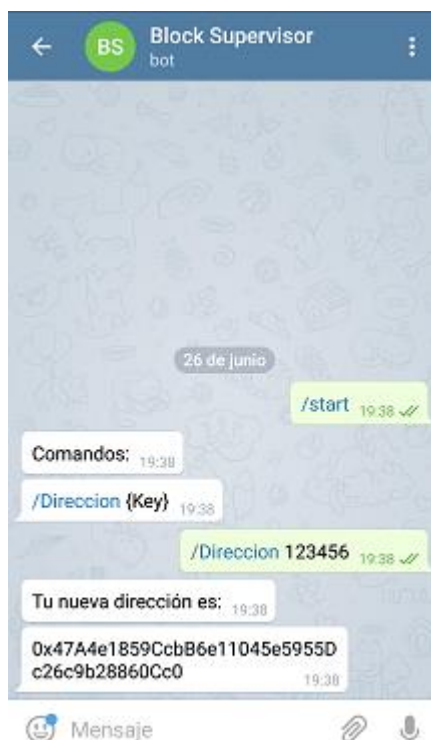 BS
Block Supervisor
bot
26 de junio
/start 19:38
Comandos: 19:38
/Direccion {Key} 19:38
/Direccion 123456 19:38
Tu nueva dirección es: 19:38
0x47A4e1859CcbB6e11045e5955D
c26c9b28860Cc0 19:38
Mensaje